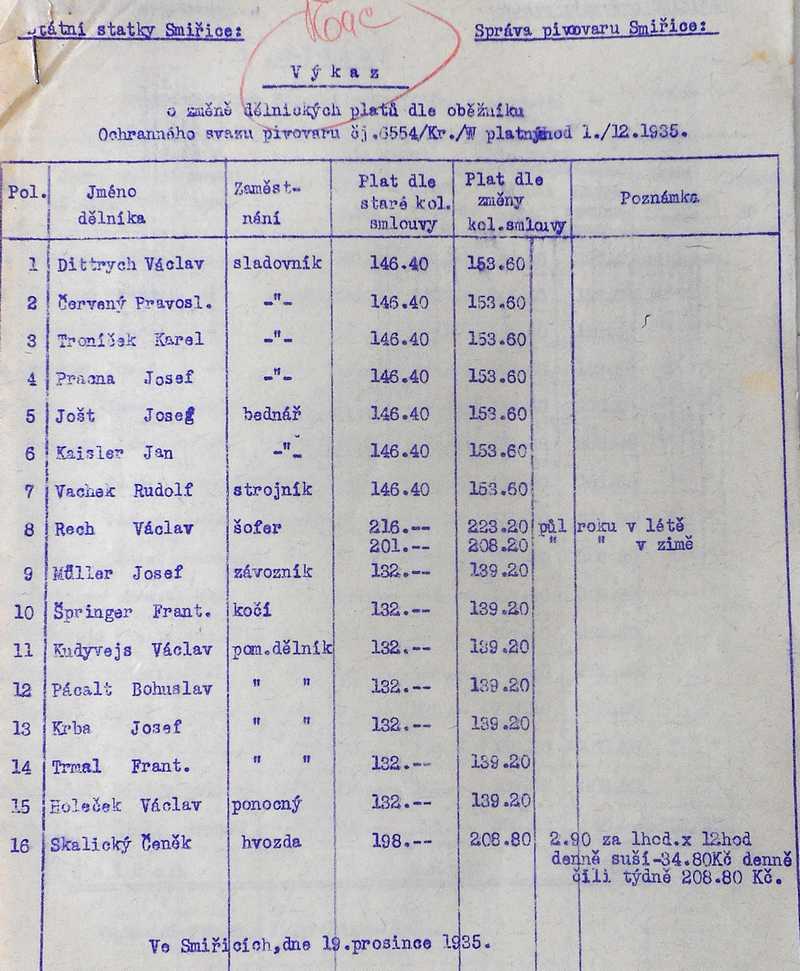 Státní statky Smiřice: Správa pivovaru Smiřice:
Výkaz
o změně dělnických platů dle oběžníku
Ochranného svazu pivovaru čj.6554/Kr./W platným od 1./12.1935.
Pol. Jméno dělníka Zaměst-nání Plat dle staré kol. smlouvy Plat dle změny kol.smlouvy Poznámka
1 Dittrych Václav sladovník 146.40 153.60
2 Červený Pravosl. -"- 146.40 153.60
3 Troníšek Karel -"- 146.40 153.60
4 Pracna Josef -"- 146.40 153.60
5 Jošt Josef bednář 146.40 153.60
6 Kaisler Jan -"- 146.40 153.60
7 Vachek Rudolf strojník 146.40 153.60
8 Rech Václav šofer 216.-- 223.20 půl roku v létě
201.-- 208.20 " " v zimě
9 Müller Josef závozník 132.-- 139.20
10 Špringer Frant. kočí 132.-- 139.20
11 Kudyvejs Václav pom.dělník 132.-- 139.20
12 Pácalt Bohuslav " " 132.-- 139.20
13 Krba Josef " " 132.-- 139.20
14 Trmal Frant. " " 132.-- 139.20
15 Holeček Václav ponocný 132.-- 139.20
16 Skalický Čeněk hvozda 198.-- 208.80 2.90 za 1hod.x 12hod
denně suší-34.80Kč denně
čili týdně 208.80 Kč.
Ve Smiřicích,dne 19.prosince 1935.